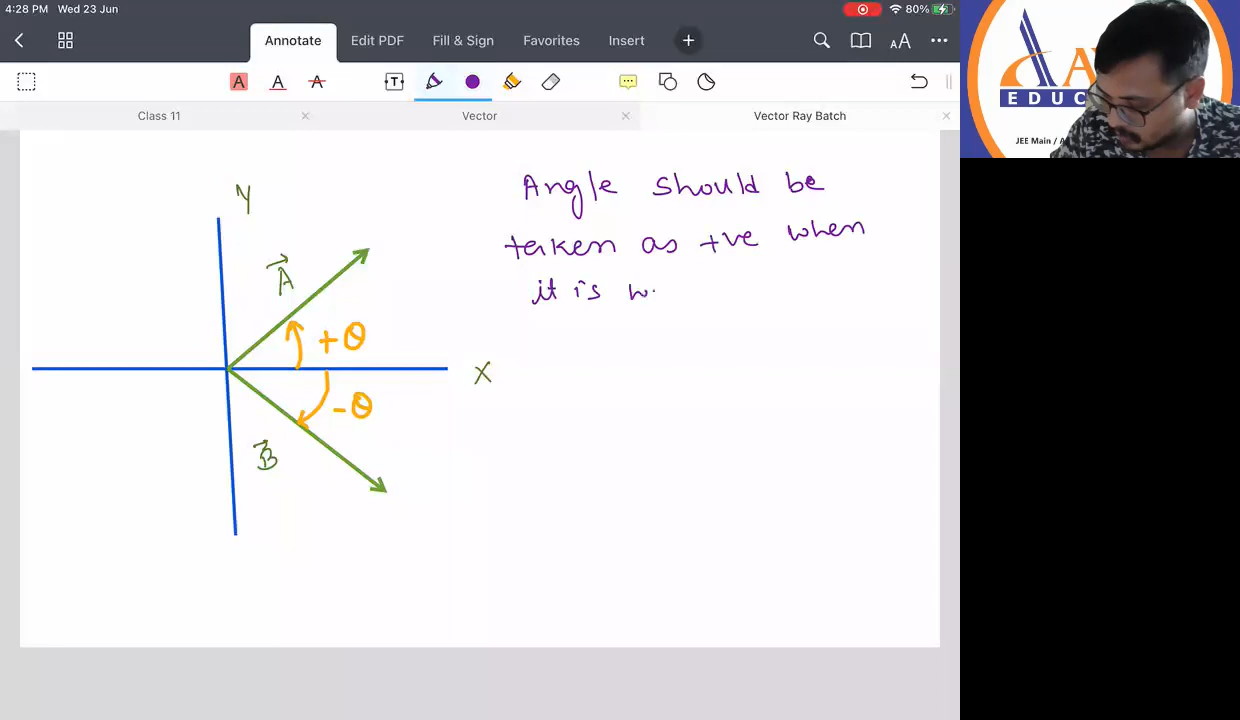 4:28 PM Wed 23 Jun
80%
Annotate Edit PDF Fill & Sign Favorites Insert
Class 11
Vector
Vector Ray Batch
Y
A
+θ
X
-θ
B
Angle should be
taken as +ve when
it is w
A
EDUC
JEE Main / A